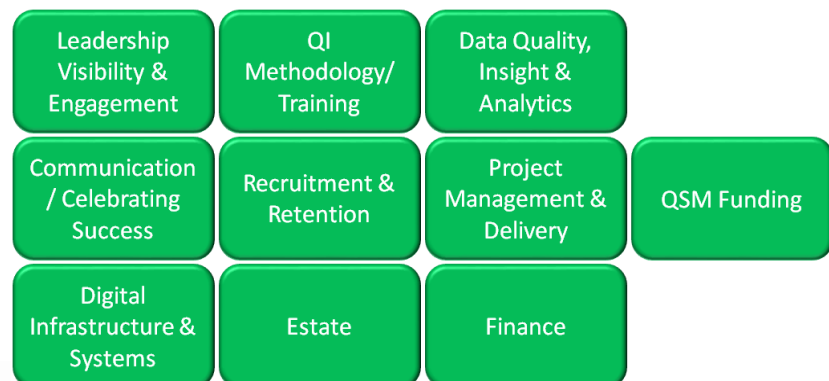 Leadership
Visibility &
Engagement
QI
Methodology/
Training
Data Quality,
Insight &
Analytics
Communication
/ Celebrating
Success
Recruitment &
Retention
Project
Management &
Delivery
QSM Funding
Digital
Infrastructure &
Systems
Estate
Finance